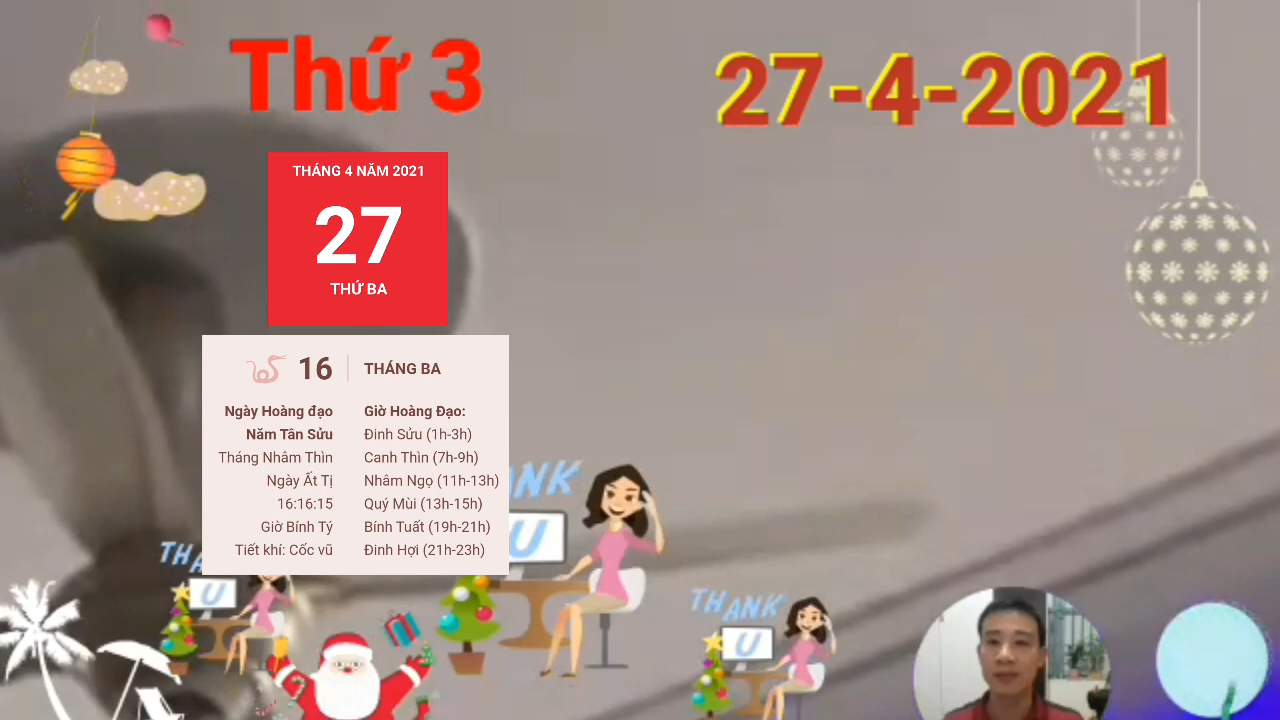 Thứ 3
27-4-2021
THÁNG 4 NĂM 2021
27
THỨ BA
16
THÁNG BA
Ngày Hoàng đạo
Năm Tân Sửu
Tháng Nhâm Thìn
Ngày Ất Tị
16:16:15
Giờ Bính Tý
Tiết khí: Cốc vũ
Giờ Hoàng Đạo:
Đinh Sửu (1h-3h)
Canh Thìn (7h-9h)
Nhâm Ngọ (11h-13h)
Quý Mùi (13h-15h)
Bính Tuất (19h-21h)
Đinh Hợi (21h-23h)
THANK
U
THANK
U
THANK
U